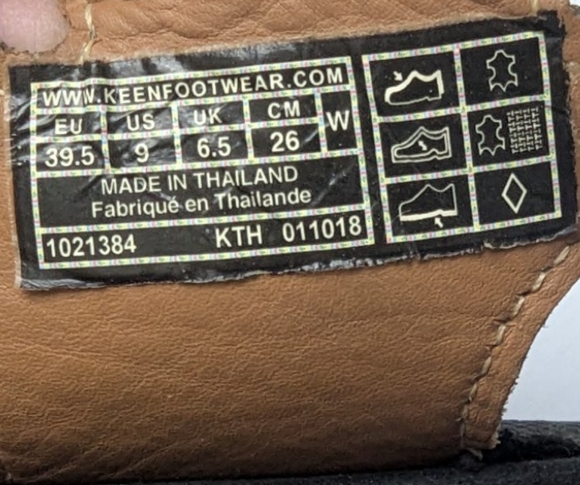 WWW.KEENFOOTWEAR.COM
EU US UK CM W
39.5 9 6.5 26
MADE IN THAILAND
Fabriqué en Thailande
1021384 KTH 011018